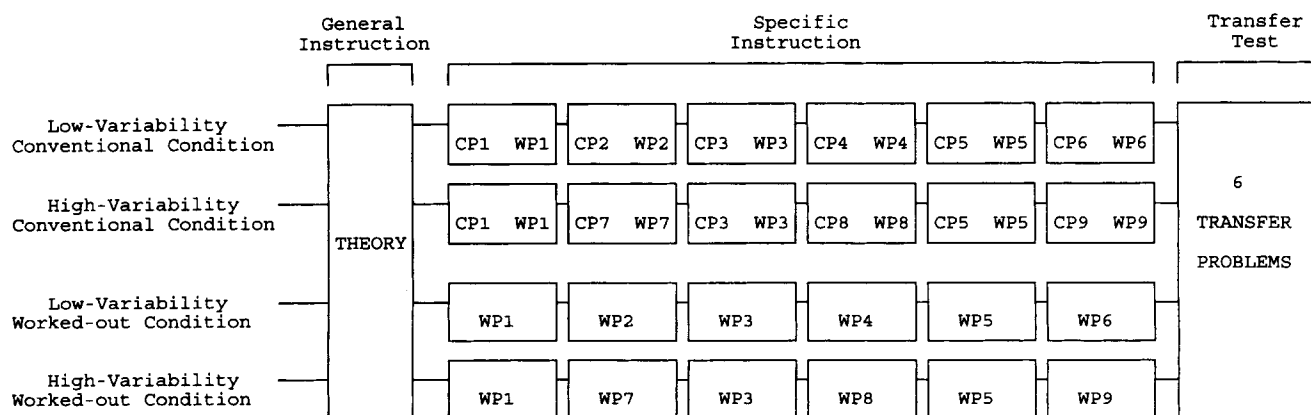 General Instruction
Specific Instruction
Transfer Test
Low-Variability
Conventional Condition
CP1 WP1 CP2 WP2 CP3 WP3 CP4 WP4 CP5 WP5 CP6 WP6
High-Variability
Conventional Condition
CP1 WP1 CP7 WP7 CP3 WP3 CP8 WP8 CP5 WP5 CP9 WP9
THEORY
6
TRANSFER
PROBLEMS
Low-Variability
Worked-out Condition
WP1 WP2 WP3 WP4 WP5 WP6
High-Variability
Worked-out Condition
WP1 WP7 WP3 WP8 WP5 WP9